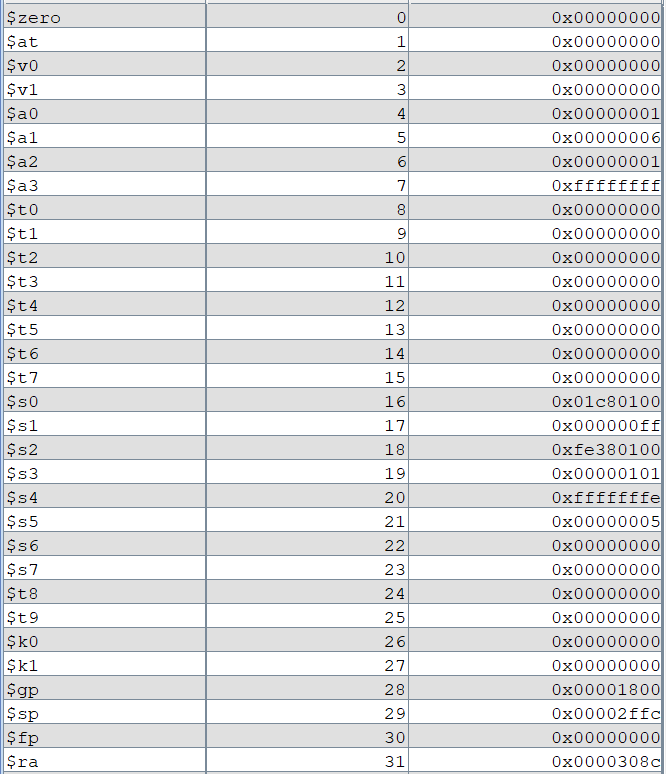 $zero 0 0x00000000
$at 1 0x00000000
$v0 2 0x00000000
$v1 3 0x00000000
$a0 4 0x00000001
$a1 5 0x00000006
$a2 6 0x00000001
$a3 7 0xffffffff
$t0 8 0x00000000
$t1 9 0x00000000
$t2 10 0x00000000
$t3 11 0x00000000
$t4 12 0x00000000
$t5 13 0x00000000
$t6 14 0x00000000
$t7 15 0x00000000
$s0 16 0x01c80100
$s1 17 0x000000ff
$s2 18 0xfe380100
$s3 19 0x00000101
$s4 20 0xfffffffe
$s5 21 0x00000005
$s6 22 0x00000000
$s7 23 0x00000000
$t8 24 0x00000000
$t9 25 0x00000000
$k0 26 0x00000000
$k1 27 0x00000000
$gp 28 0x00001800
$sp 29 0x00002ffc
$fp 30 0x00000000
$ra 31 0x0000308c